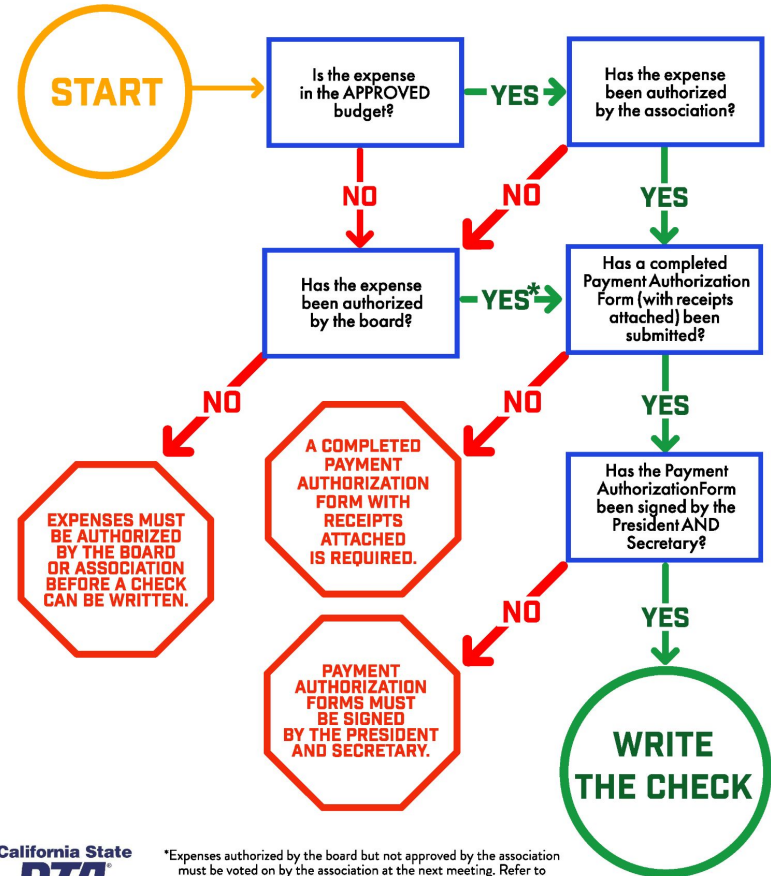 START
Is the expense
in the APPROVED
budget?
YES
Has the expense
been authorized
by the association?
NO
NO
YES
Has the expense
been authorized
by the board?
YES*
Has a completed
Payment Authorization
Form (with receipts
attached) been
submitted?
NO
NO
YES
A COMPLETED
PAYMENT
AUTHORIZATION
FORM WITH
RECEIPTS
ATTACHED
IS REQUIRED.
Has the Payment
AuthorizationForm
been signed by the
President AND
Secretary?
EXPENSES MUST
BE AUTHORIZED
BY THE BOARD
OR ASSOCIATION
BEFORE A CHECK
CAN BE WRITTEN.
NO
YES
PAYMENT
AUTHORIZATION
FORMS MUST
BE SIGNED
BY THE PRESIDENT
AND SECRETARY.
WRITE
THE CHECK
California State
PTA®
*Expenses authorized by the board but not approved by the association
must be voted on by the association at the next meeting. Refer to